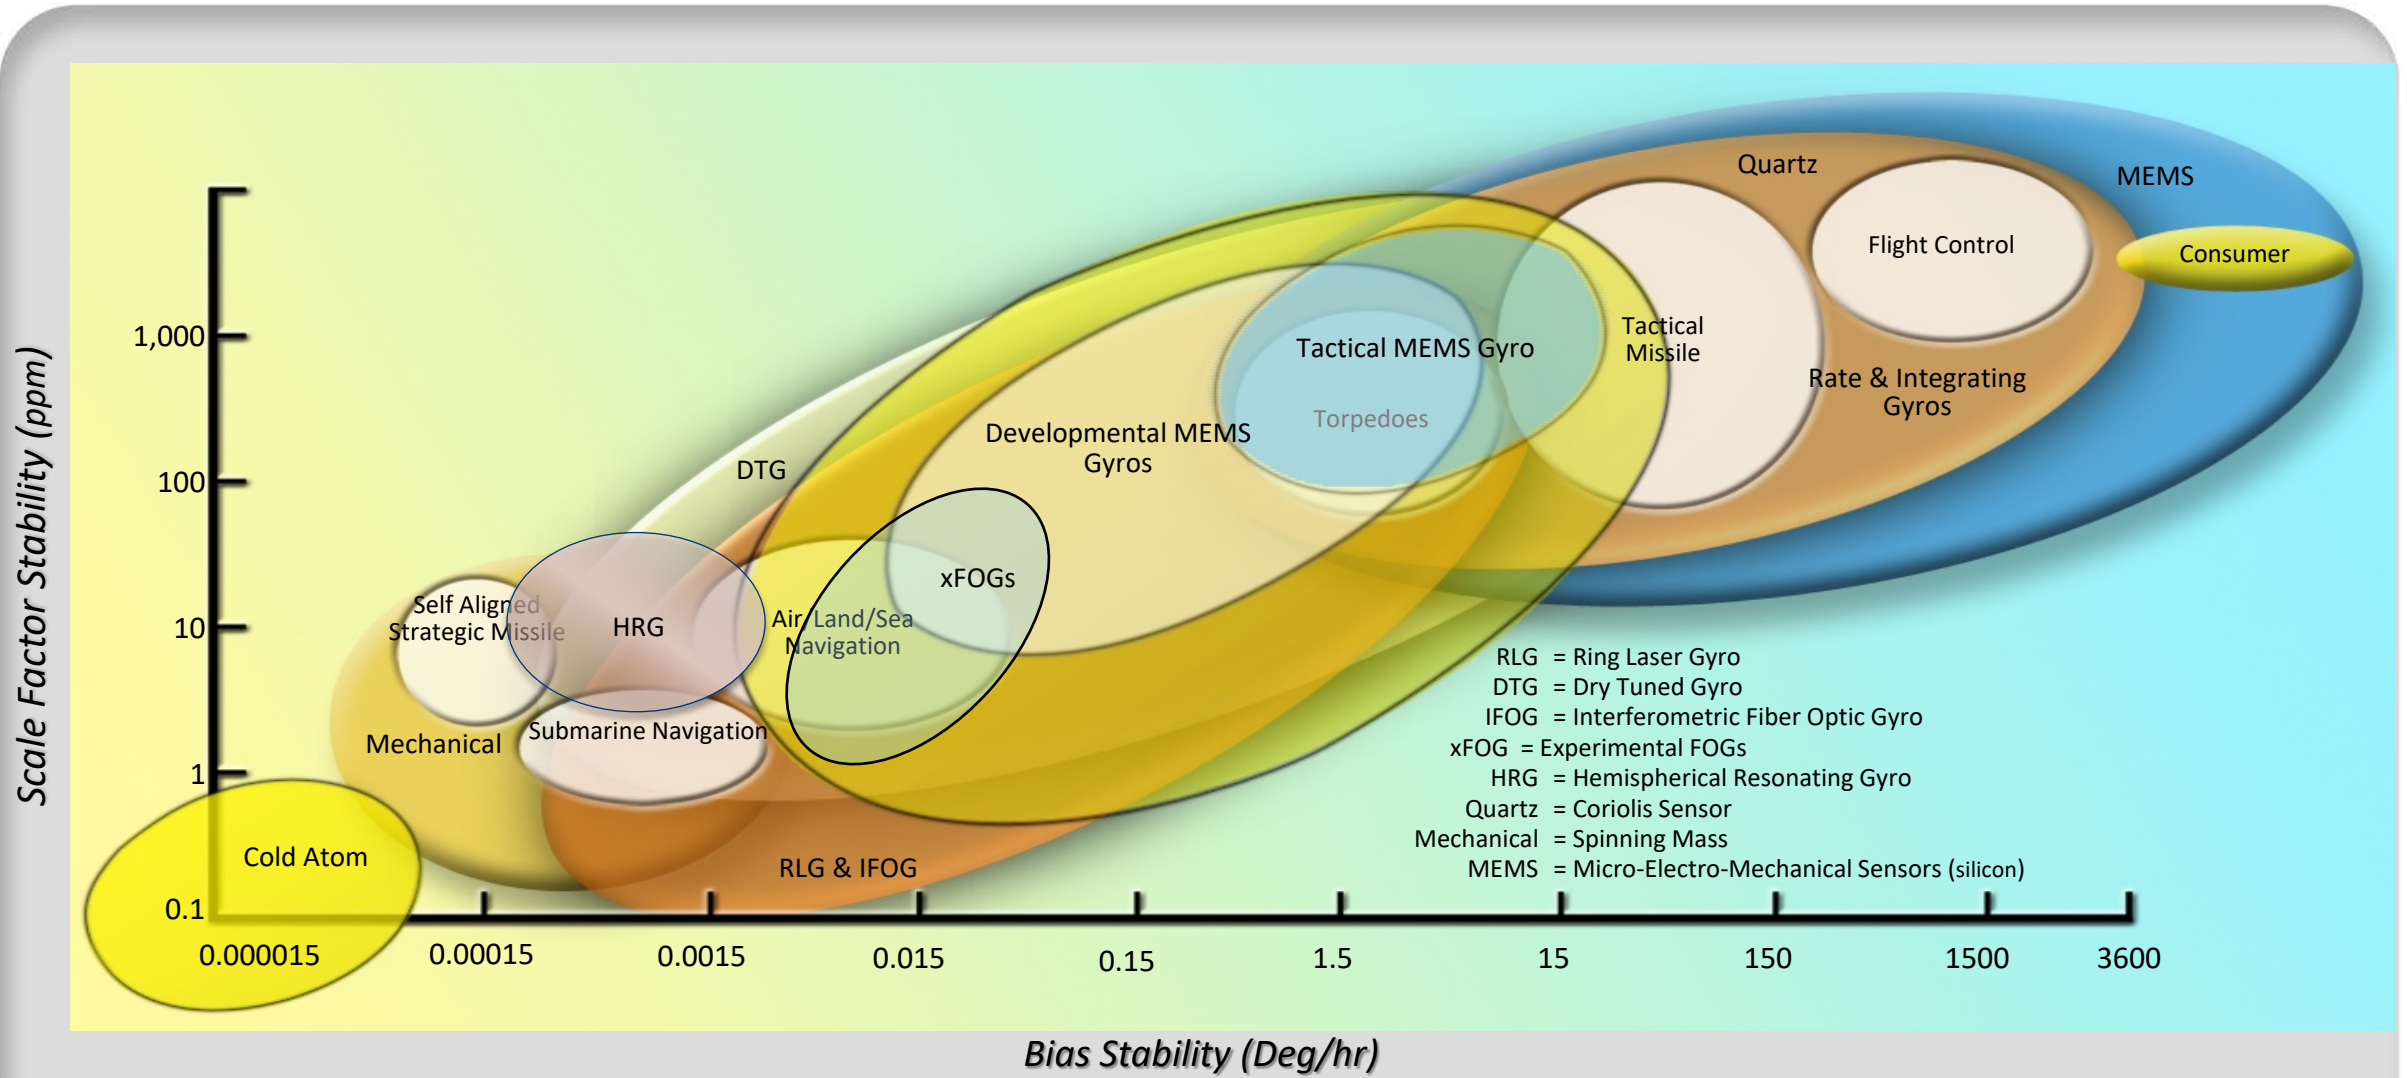 Quartz
MEMS
Flight Control
Consumer
1,000
Tactical
Missile
Tactical MEMS Gyro
Rate & Integrating
Gyros
Torpedoes
Developmental MEMS
Gyros
DTG
100
Scale Factor Stability (ppm)
xFOGs
Self Aligned
Strategic Missile
HRG
Air/Land/Sea
Navigation
10
Submarine Navigation
Mechanical
1
Cold Atom
RLG & IFOG
0.1
RLG = Ring Laser Gyro
DTG = Dry Tuned Gyro
IFOG = Interferometric Fiber Optic Gyro
xFOG = Experimental FOGs
HRG = Hemispherical Resonating Gyro
Quartz = Coriolis Sensor
Mechanical = Spinning Mass
MEMS = Micro-Electro-Mechanical Sensors (silicon)
0.000015 0.00015 0.0015 0.015 0.15 1.5 15 150 1500 3600
Bias Stability (Deg/hr)